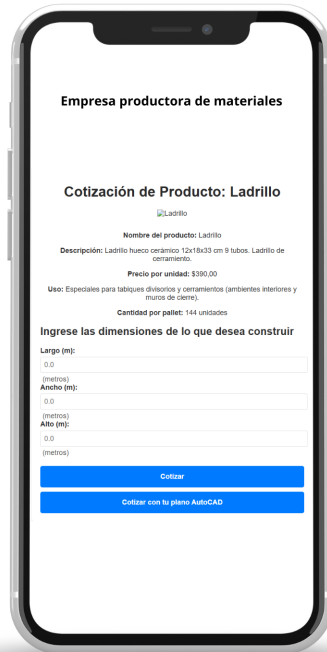 Empresa productora de materiales
Cotización de Producto: Ladrillo
Ladrillo
Nombre del producto: Ladrillo
Descripción: Ladrillo hueco cerámico 12x18x33 cm 9 tubos. Ladrillo de
cerramiento.
Precio por unidad: $390,00
Uso: Especiales para tabiques divisorios y cerramientos (ambientes interiores y
muros de cierre).
Cantidad por pallet: 144 unidades
Ingrese las dimensiones de lo que desea construir
Largo (m):
0.0
(metros)
Ancho (m):
0.0
(metros)
Alto (m):
0.0
(metros)
Cotizar
Cotizar con tu plano AutoCAD